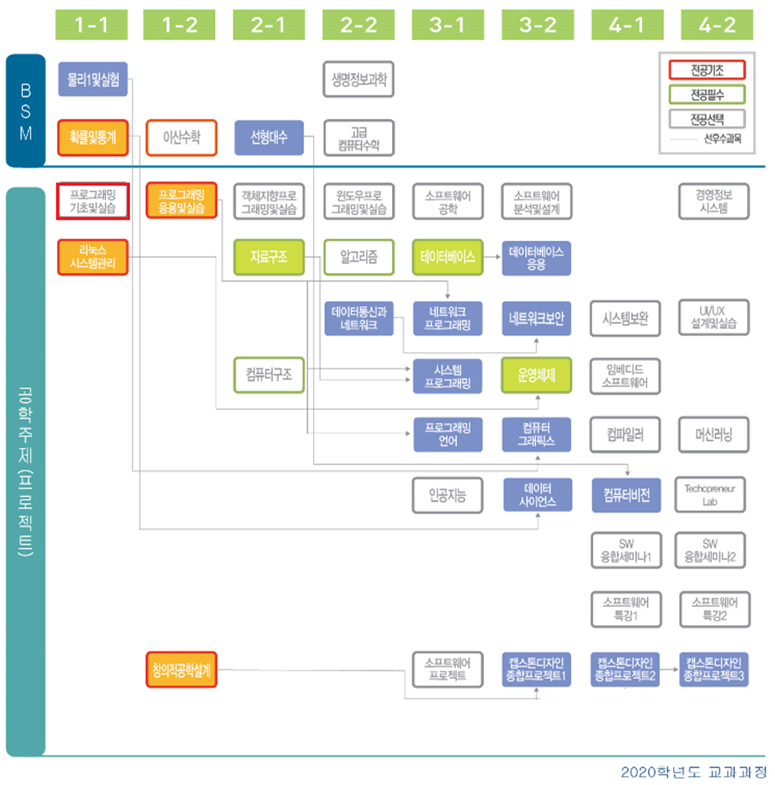 1-1 1-2 2-1 2-2 3-1 3-2 4-1 4-2
BSM
물리1및실험
생명정보과학
전공기초
전공필수
전공선택
선후수과목
확률및통계
이산수학
선형대수
고급
컴퓨터수학
공학주제(프로젝트)
프로그래밍
기초및실습
프로그래밍
응용및실습
객체지향프로
그래밍및실습
윈도우프로
그래밍및실습
소프트웨어
공학
소프트웨어
분석및설계
경영정보
시스템
리눅스
시스템관리
자료구조
알고리즘
테이터베이스
데이터베이스
응용
데이터통신과
네트워크
네트워크
프로그래밍
네트워크보안
시스템보완
UI/UX
설계및실습
컴퓨터구조
시스템
프로그래밍
운영체제
임베디드
소프트웨어
프로그래밍
언어
컴퓨터
그래픽스
컴파일러
머신러닝
인공지능
데이터
사이언스
컴퓨터비전
Techopreneur
Lab
SW
융합세미나1
SW
융합세미나2
소프트웨어
특강1
소프트웨어
특강2
창의적공학설계
소프트웨어
프로젝트
캡스톤디자인
종합프로젝트1
캡스톤디자인
종합프로젝트2
캡스톤디자인
종합프로젝트3
2020학년도 교과과정